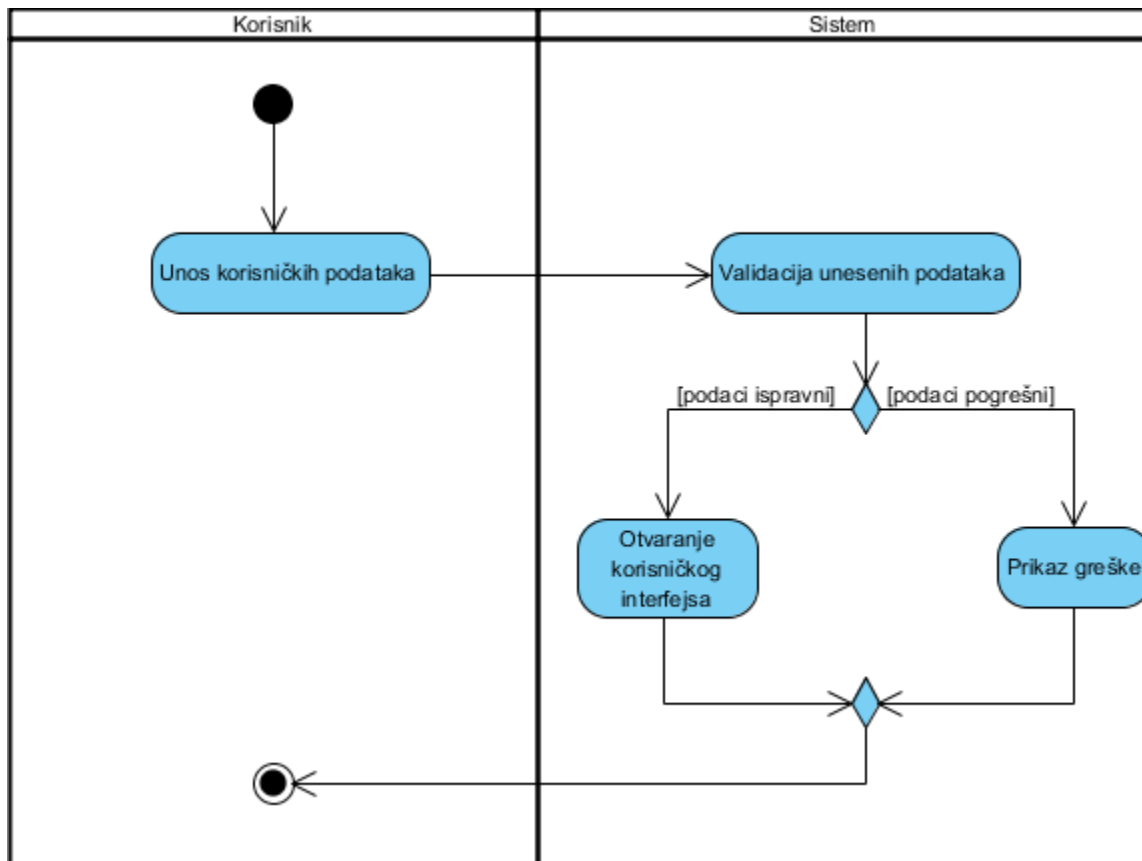 Korisnik
Sistem
Unos korisničkih podataka
Validacija unesenih podataka
[podaci ispravni]
[podaci pogrešni]
Otvaranje
korisničkog
interfejsa
Prikaz greške